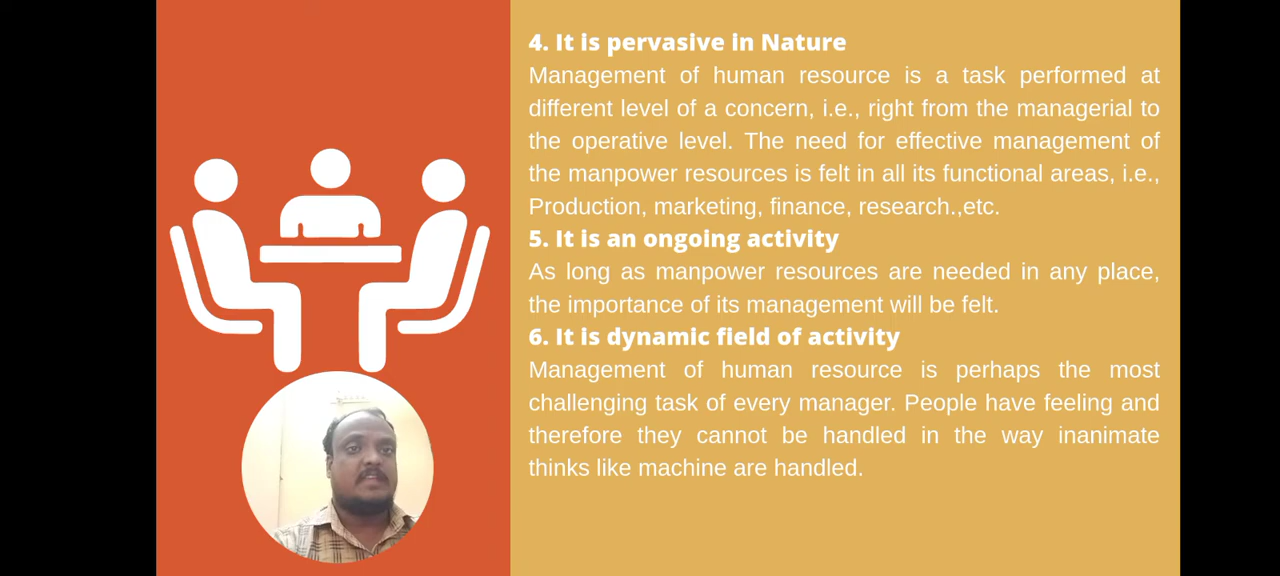 4. It is pervasive in Nature
Management of human resource is a task performed at
different level of a concern, i.e., right from the managerial to
the operative level. The need for effective management of
the manpower resources is felt in all its functional areas, i.e.,
Production, marketing, finance, research.,etc.
5. It is an ongoing activity
As long as manpower resources are needed in any place,
the importance of its management will be felt.
6. It is dynamic field of activity
Management of human resource is perhaps the most
challenging task of every manager. People have feeling and
therefore they cannot be handled in the way inanimate
thinks like machine are handled.